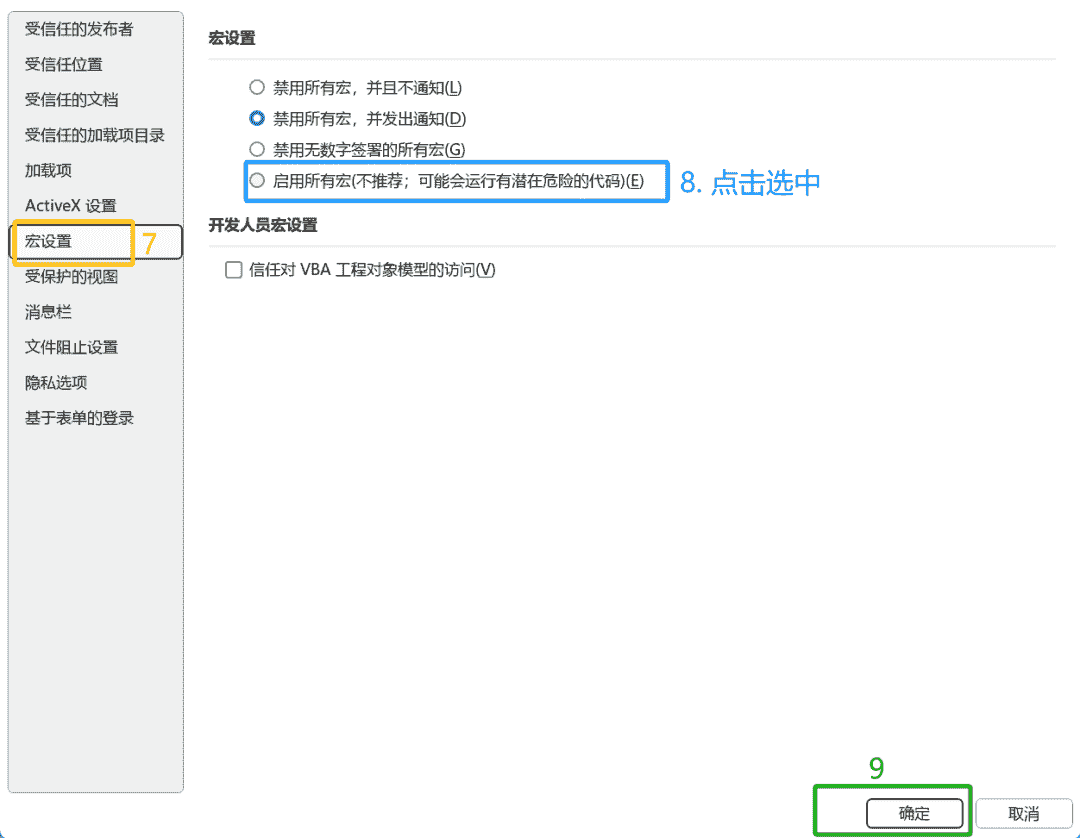 受信任的发布者
受信任位置
受信任的文档
受信任的加载项目录
加载项
ActiveX 设置
宏设置 7
受保护的视图
消息栏
文件阻止设置
隐私选项
基于表单的登录
宏设置
禁用所有宏，并且不通知(L)
禁用所有宏，并发出通知(D)
禁用无数字签署的所有宏(G)
启用所有宏(不推荐；可能会运行有潜在危险的代码)(E) 8. 点击选中
开发人员宏设置
信任对 VBA 工程对象模型的访问(V)
9
确定 取消